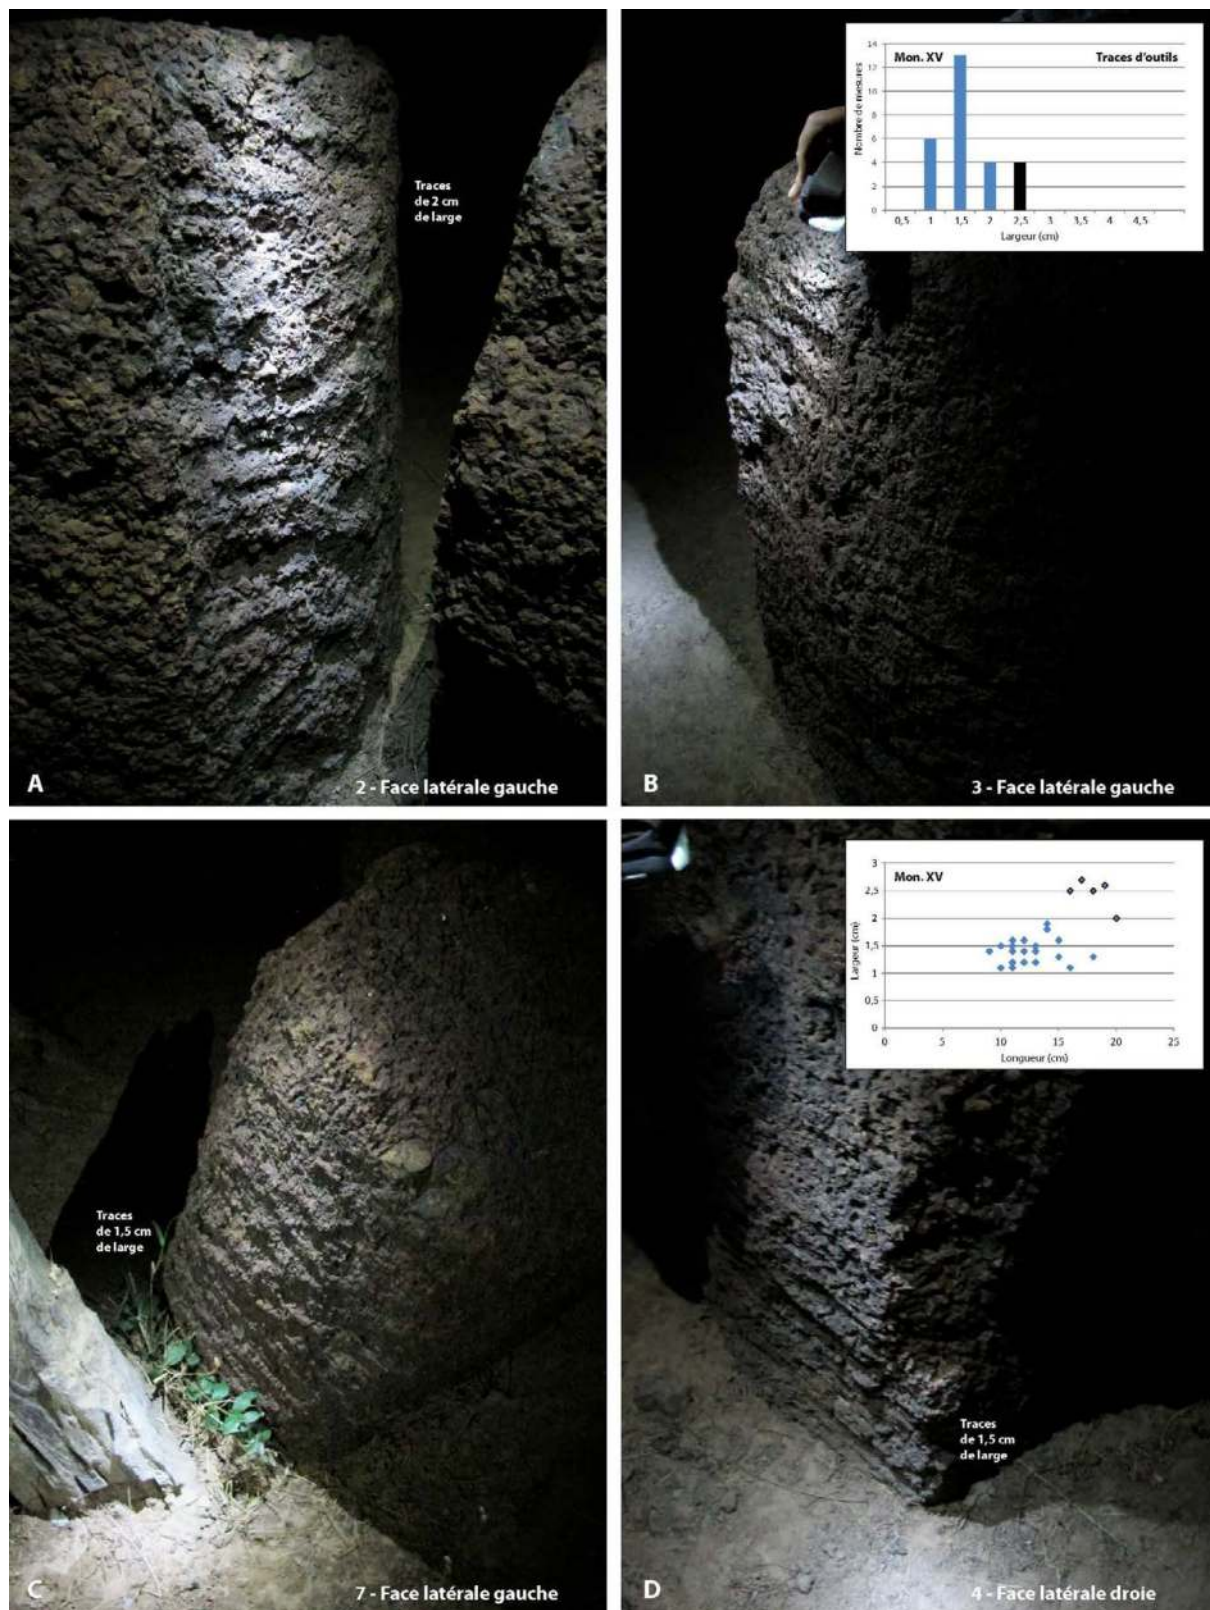 Traces
de 2 cm
de large
A
2 - Face latérale gauche
Mon. XV
Traces d'outils
Nombre de mesures
14
12
10
8
6
4
2
0
0,5 1 1,5 2 2,5 3 3,5 4 4,5
Largeur (cm)
B
3 - Face latérale gauche
Traces
de 1,5 cm
de large
C
7 - Face latérale gauche
Mon. XV
Largeur (cm)
3
2,5
2
1,5
1
0,5
0
0 5 10 15 20 25
Longueur (cm)
Traces
de 1,5 cm
de large
D
4 - Face latérale droie